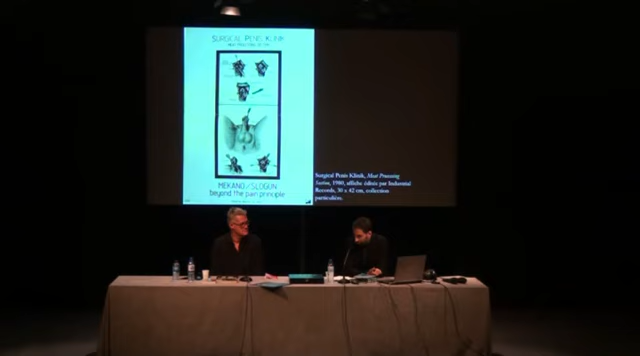 SURGICAL PENIS KLINIK
MEKANO/SLOGUN
beyond the pain principle
Surgical Penis Klinik, Meat Processing
Section, 1980, affiche éditée par Industrial
Records, 30 x 42 cm, collection
particulière.